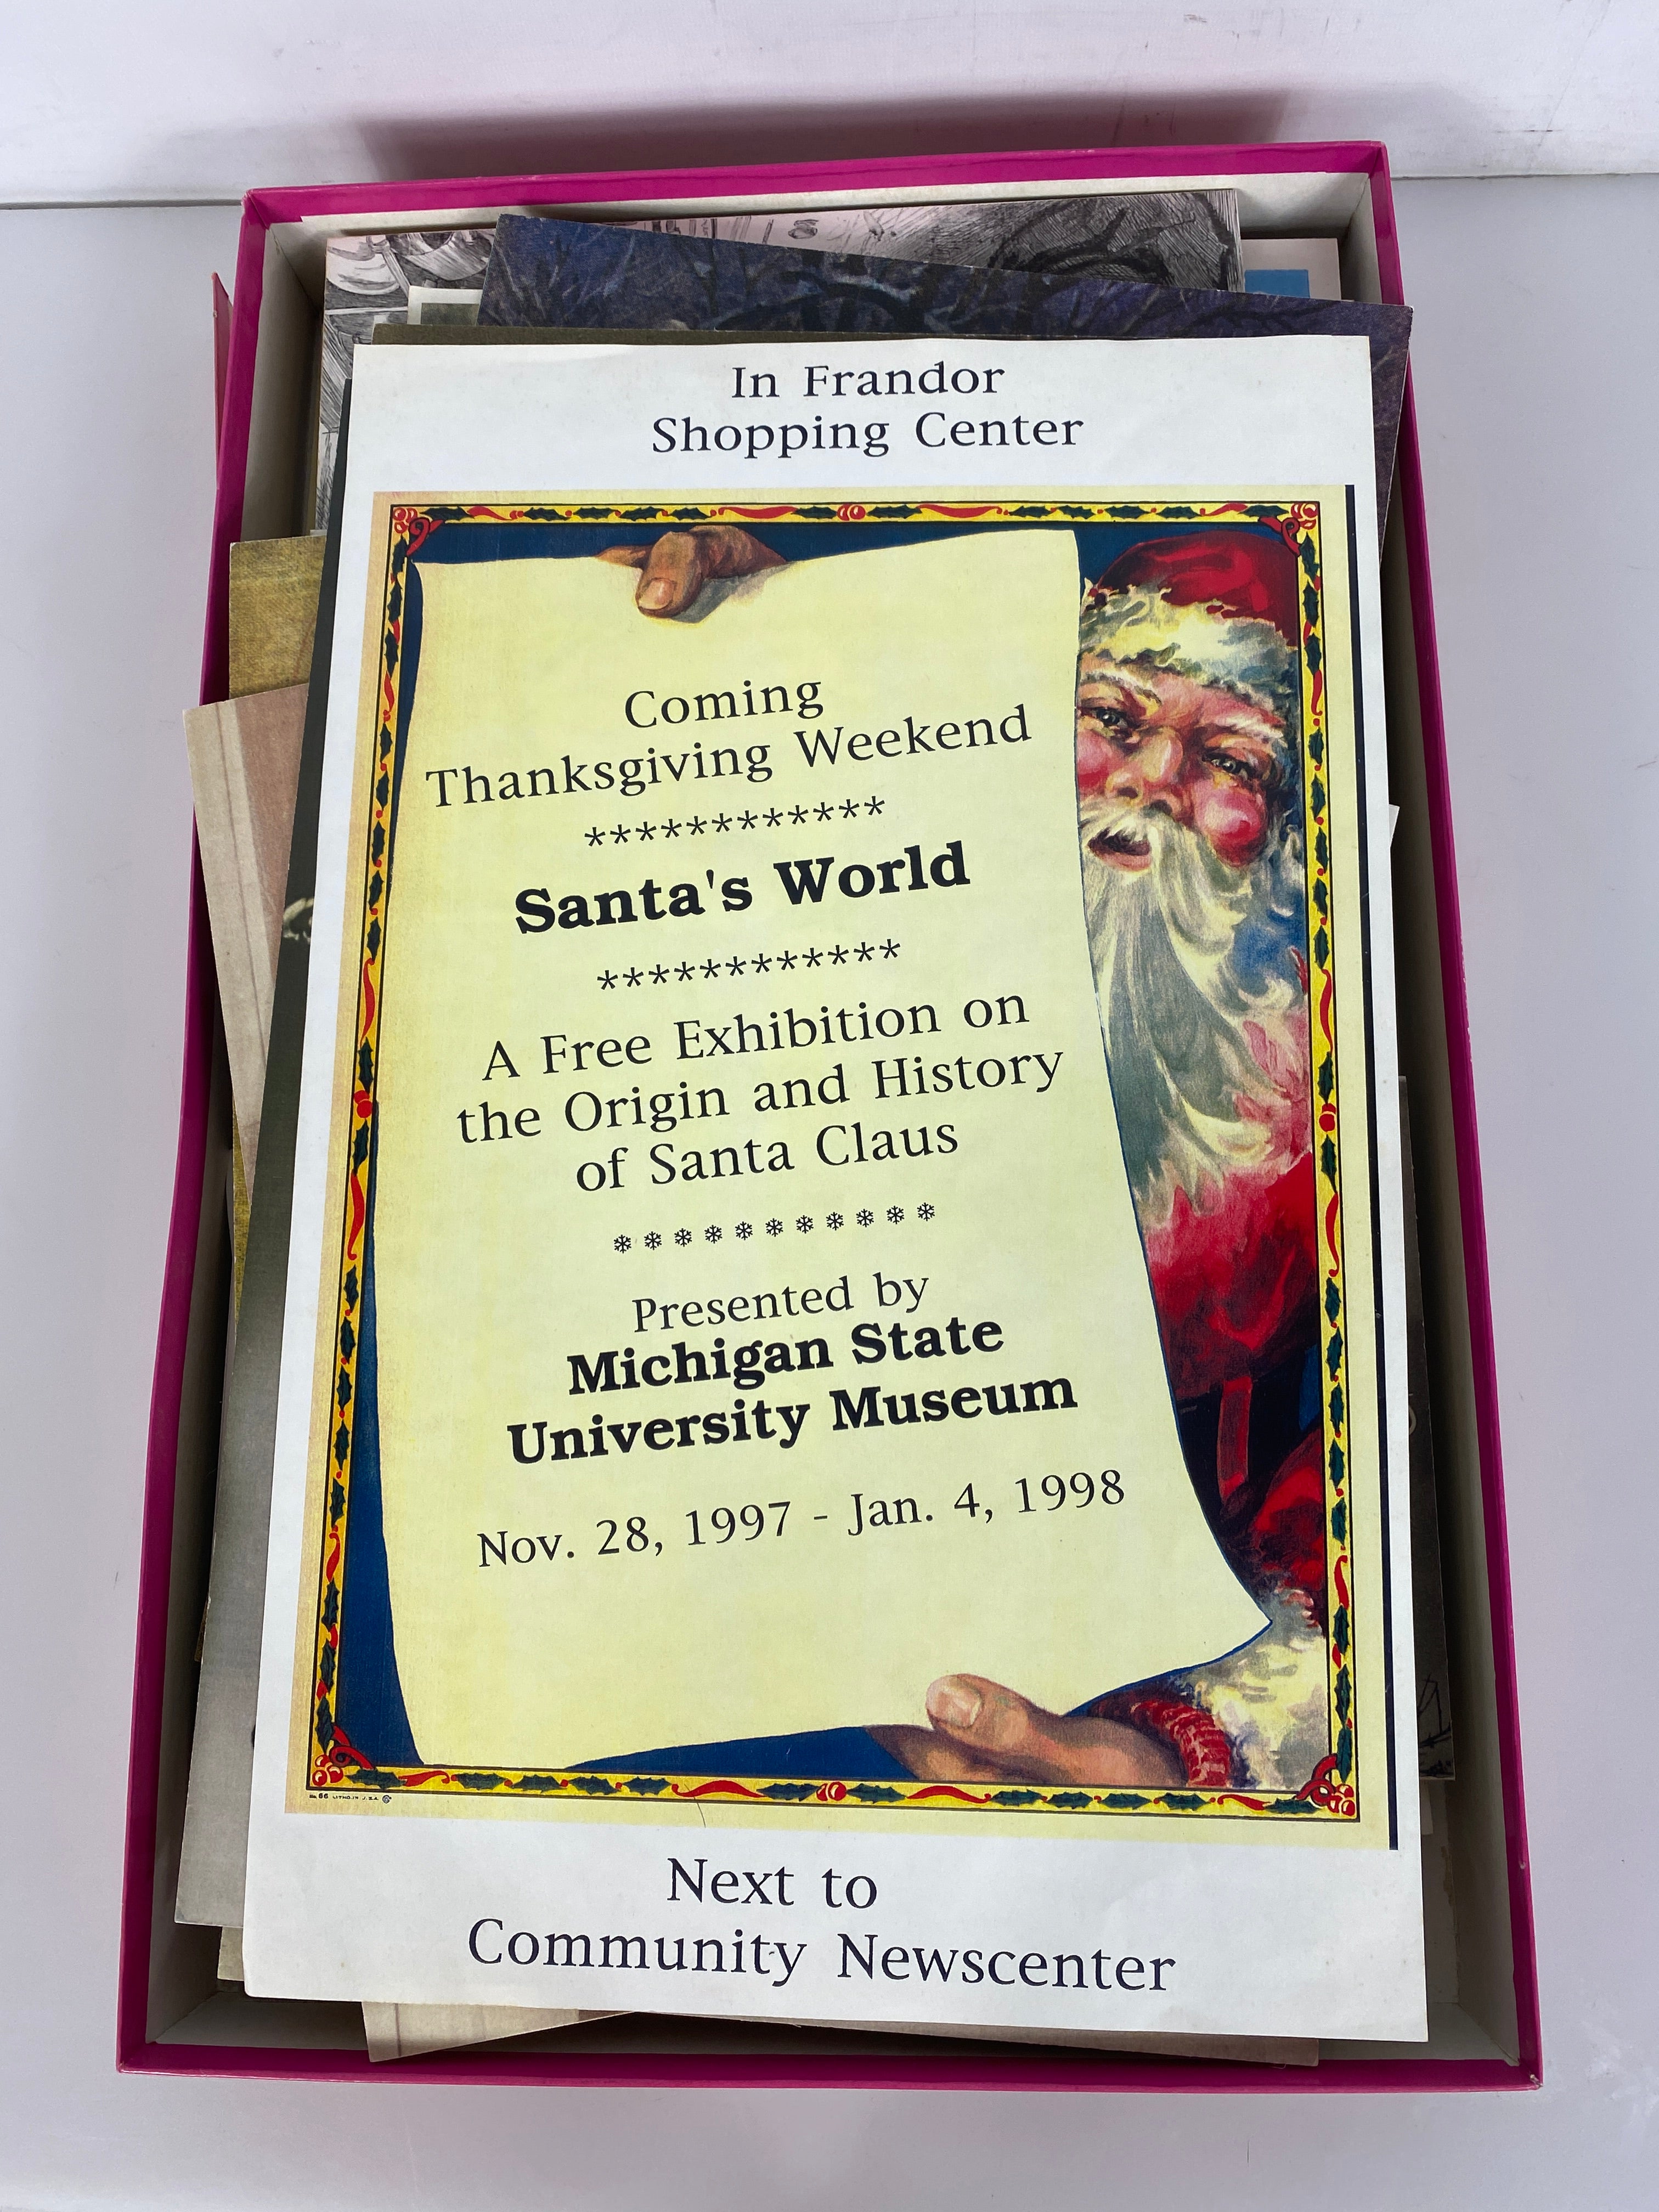 In Frandor
Shopping Center
Coming
Thanksgiving Weekend
************
Santa's World
************
A Free Exhibition on
the Origin and History
of Santa Claus
❄❄❄❄❄❄❄❄❄❄❄
Presented by
Michigan State
University Museum
Nov. 28, 1997 - Jan. 4, 1998
Next to
Community Newscenter